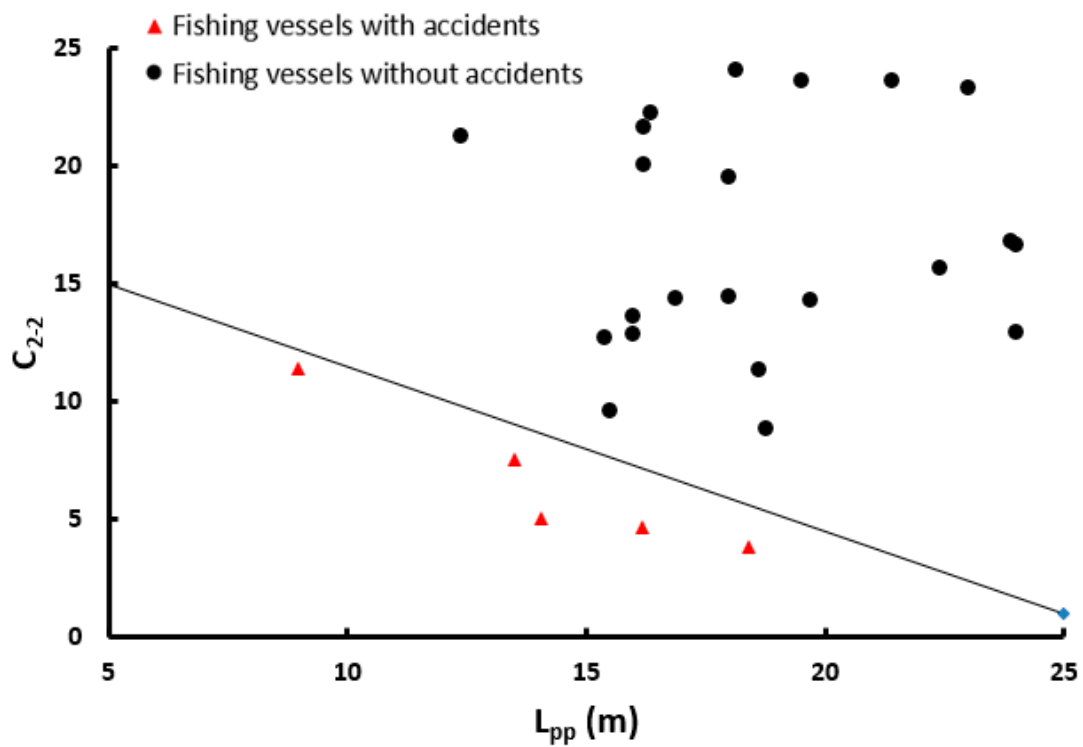 Fishing vessels with accidents
Fishing vessels without accidents
25
20
15
10
5
0
C2-2
5 10 15 20 25
Lpp (m)